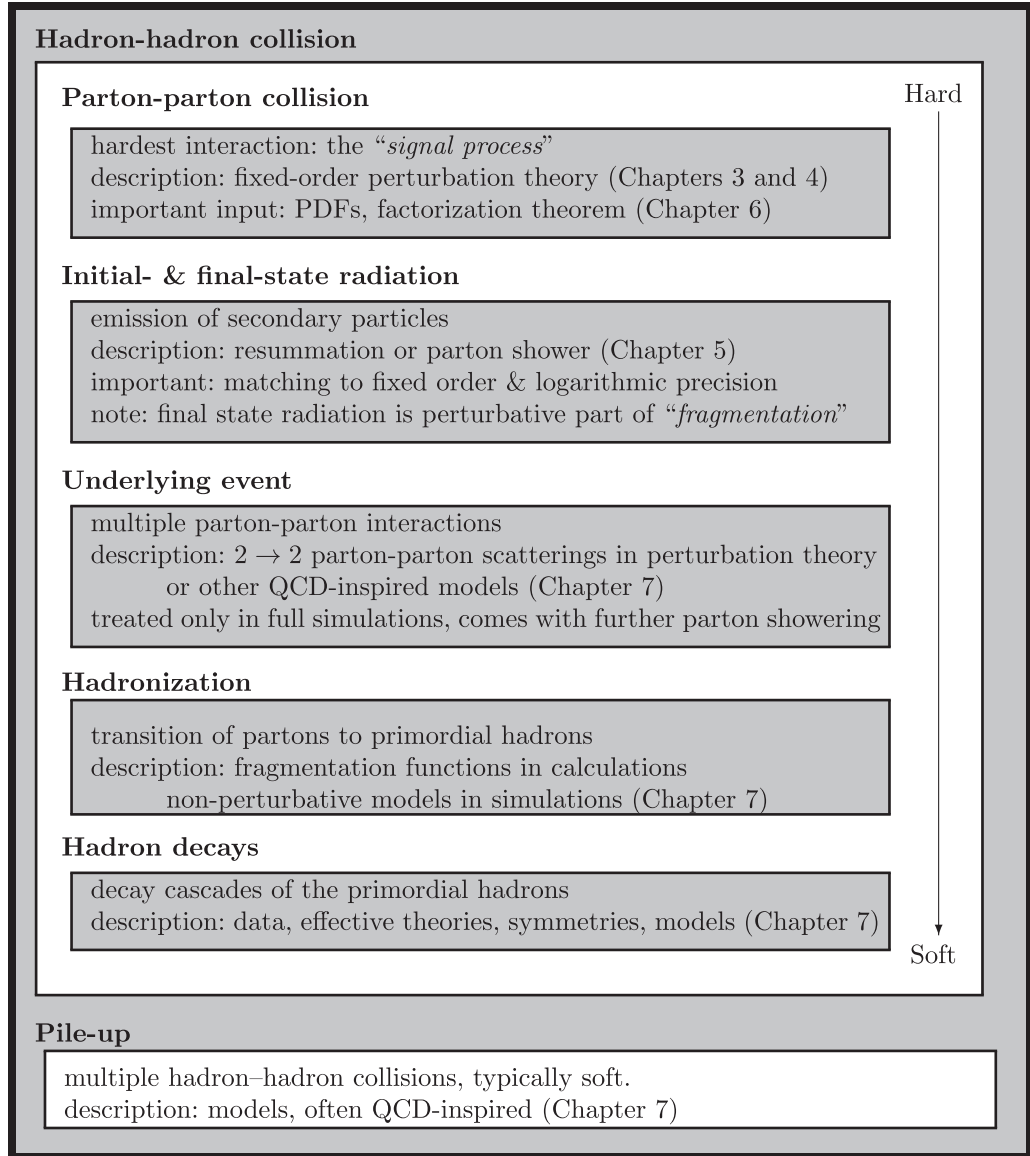 Hadron-hadron collision
Parton-parton collision
Hard
hardest interaction: the “signal process”
description: fixed-order perturbation theory (Chapters 3 and 4)
important input: PDFs, factorization theorem (Chapter 6)
Initial- & final-state radiation
emission of secondary particles
description: resummation or parton shower (Chapter 5)
important: matching to fixed order & logarithmic precision
note: final state radiation is perturbative part of “fragmentation”
Underlying event
multiple parton-parton interactions
description: 2 → 2 parton-parton scatterings in perturbation theory
or other QCD-inspired models (Chapter 7)
treated only in full simulations, comes with further parton showering
Hadronization
transition of partons to primordial hadrons
description: fragmentation functions in calculations
non-perturbative models in simulations (Chapter 7)
Hadron decays
decay cascades of the primordial hadrons
description: data, effective theories, symmetries, models (Chapter 7)
Soft
Pile-up
multiple hadron–hadron collisions, typically soft.
description: models, often QCD-inspired (Chapter 7)